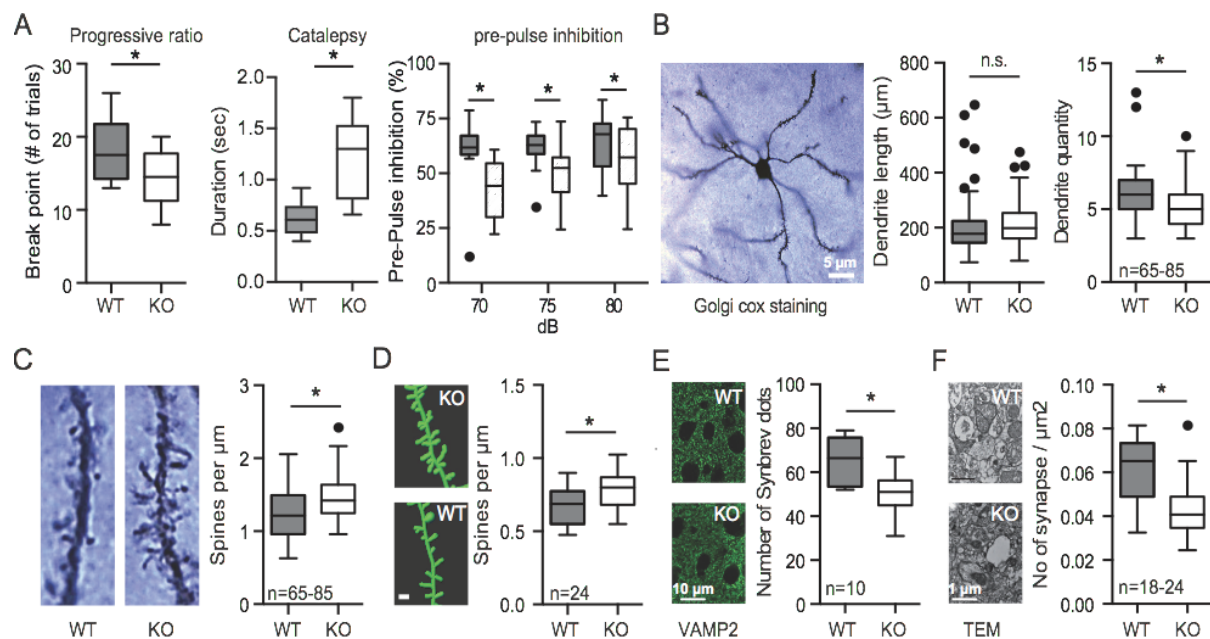 A
Progressive ratio
Break point (# of trials)
30
20
10
0
WT KO
*
Catalepsy
Duration (sec)
2.0
1.5
1.0
0.5
0.0
WT KO
*
pre-pulse inhibition
Pre-Pulse inhibition (%)
100
75
50
25
0
* * *
70 75 80
dB
B
5 µm
Golgi cox staining
Dendrite length (µm)
800
600
400
200
0
n.s.
WT KO
Dendrite quantity
15
10
5
0
*
n=65-85
WT KO
C
WT KO
Spines per µm
3
2
1
0
*
n=65-85
WT KO
D
KO
WT
Spines per µm
1.5
1.0
0.5
0.0
*
n=24
WT KO
E
WT
KO
10 µm
VAMP2
Number of Synbrev dots
100
80
60
40
20
0
*
n=10
WT KO
F
WT
KO
1 µm
TEM
No of synapse / µm2
0.10
0.08
0.06
0.04
0.02
0.00
*
n=18-24
WT KO